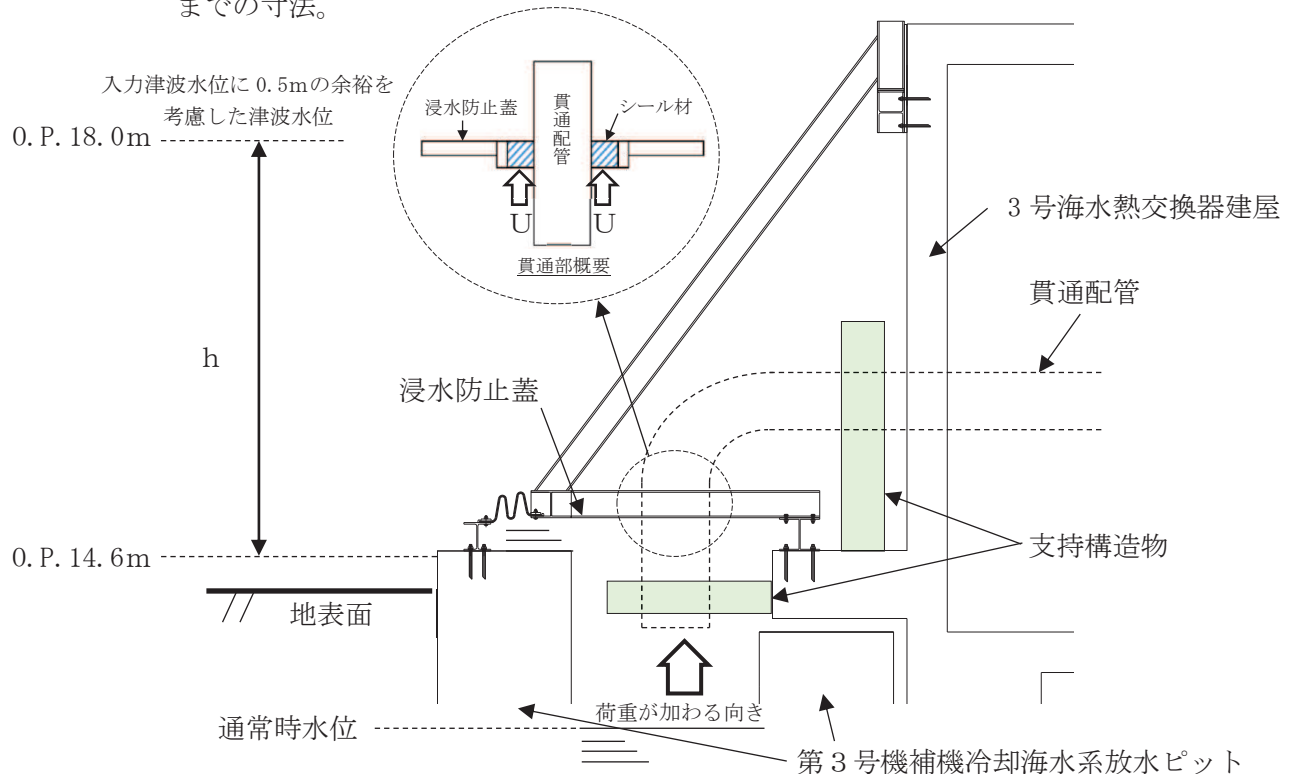 までの寸法。
入力津波水位に 0.5mの余裕を
考慮した津波水位
O.P.18.0m
浸水防止蓋
貫通配管
シール材
U
U
貫通部概要
3号海水熱交換器建屋
貫通配管
h
浸水防止蓋
O.P.14.6m
地表面
支持構造物
荷重が加わる向き
通常時水位
第3号機補機冷却海水系放水ピット